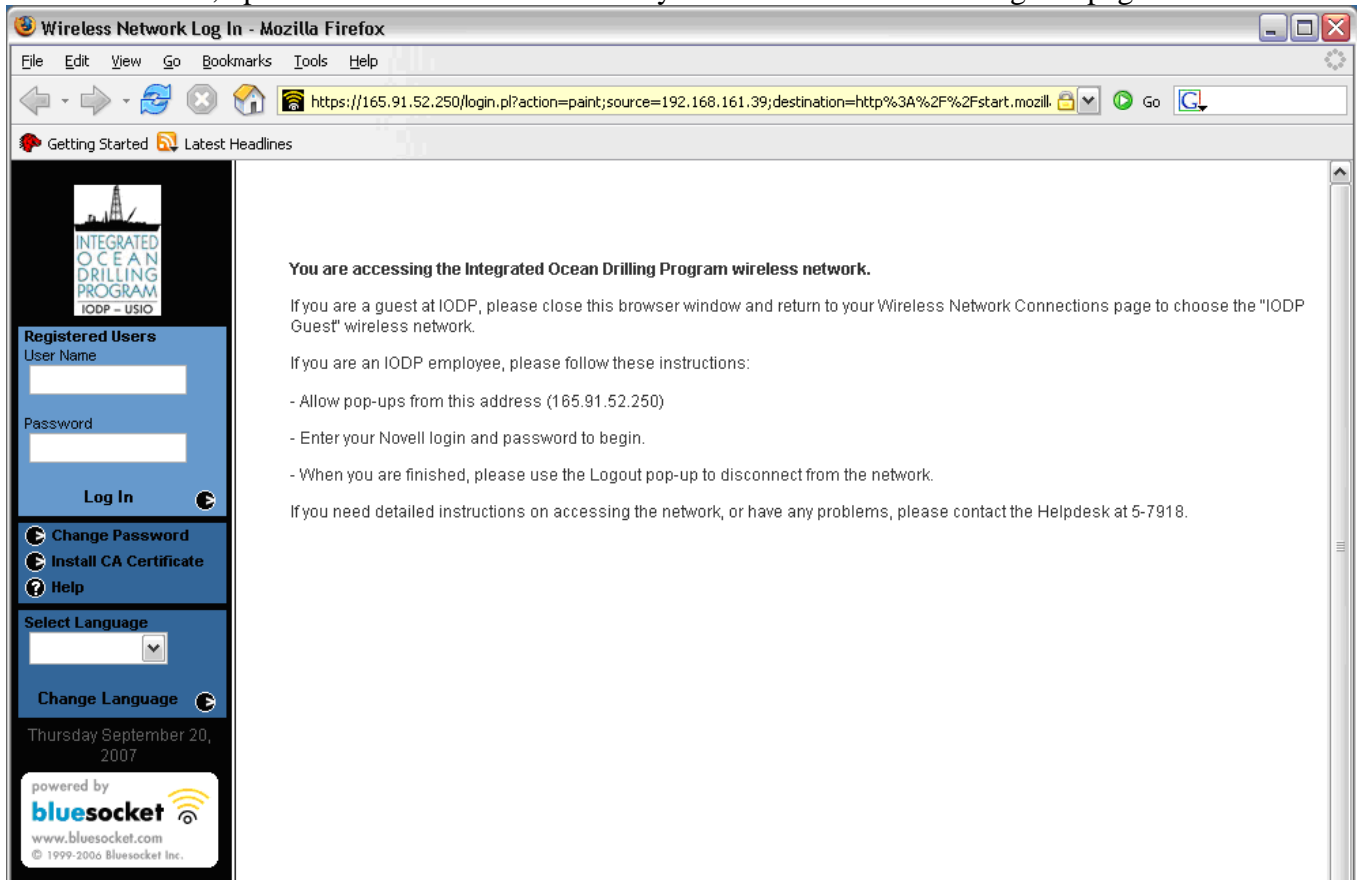 Wireless Network Log In - Mozilla Firefox
File Edit View Go Bookmarks Tools Help
https://165.91.52.250/login.pl?action=paint;source=192.168.161.39;destination=http%3A%2F%2Fstart.mozill. Go
Getting Started Latest Headlines
INTEGRATED
OCEAN
DRILLING
PROGRAM
IODP – USIO
Registered Users
User Name
Password
Log In
Change Password
Install CA Certificate
Help
Select Language
Change Language
Thursday September 20,
2007
powered by
bluesocket
www.bluesocket.com
© 1999-2006 Bluesocket Inc.
You are accessing the Integrated Ocean Drilling Program wireless network.
If you are a guest at IODP, please close this browser window and return to your Wireless Network Connections page to choose the "IODP
Guest" wireless network.
If you are an IODP employee, please follow these instructions:
- Allow pop-ups from this address (165.91.52.250)
- Enter your Novell login and password to begin.
- When you are finished, please use the Logout pop-up to disconnect from the network.
If you need detailed instructions on accessing the network, or have any problems, please contact the Helpdesk at 5-7918.